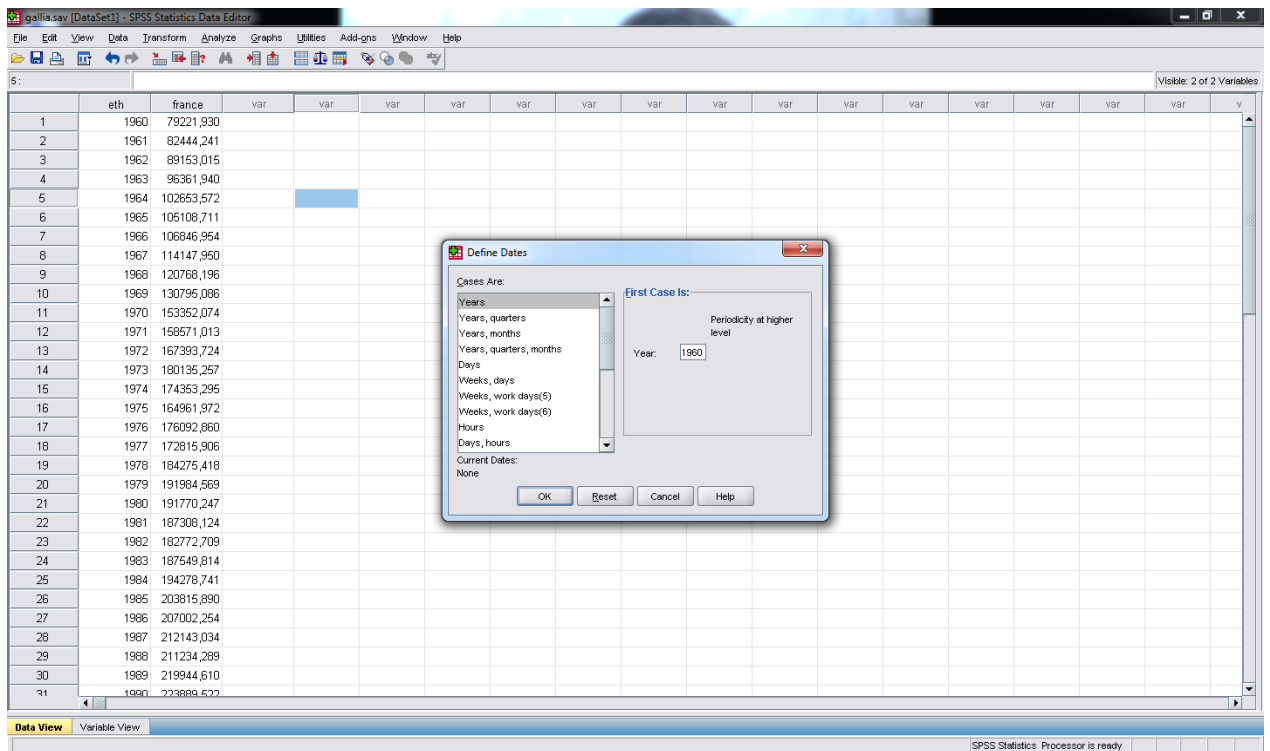 gallia.sav [DataSet1] - SPSS Statistics Data Editor
File Edit View Data Transform Analyze Graphs Utilities Add-ons Window Help
5 :
Visible: 2 of 2 Variables
eth france var var var var var var var var var var var var var var v
1 1960 79221,930
2 1961 82444,241
3 1962 89153,015
4 1963 96361,940
5 1964 102653,572
6 1965 105108,711
7 1966 106846,954
8 1967 114147,950
9 1968 120768,196
10 1969 130795,086
11 1970 153352,074
12 1971 158571,013
13 1972 167393,724
14 1973 180135,257
15 1974 174353,295
16 1975 164961,972
17 1976 176092,860
18 1977 172815,906
19 1978 184275,418
20 1979 191984,569
21 1980 191770,247
22 1981 187308,124
23 1982 182772,709
24 1983 187549,814
25 1984 194278,741
26 1985 203815,890
27 1986 207002,254
28 1987 212143,034
29 1988 211234,289
30 1989 219944,610
31 1990 223889,522
Define Dates
Cases Are:
Years
Years, quarters
Years, months
Years, quarters, months
Days
Weeks, days
Weeks, work days(5)
Weeks, work days(6)
Hours
Days, hours
First Case Is:
Periodicity at higher
level
Year: 1960
Current Dates:
None
OK Reset Cancel Help
Data View Variable View
SPSS Statistics Processor is ready